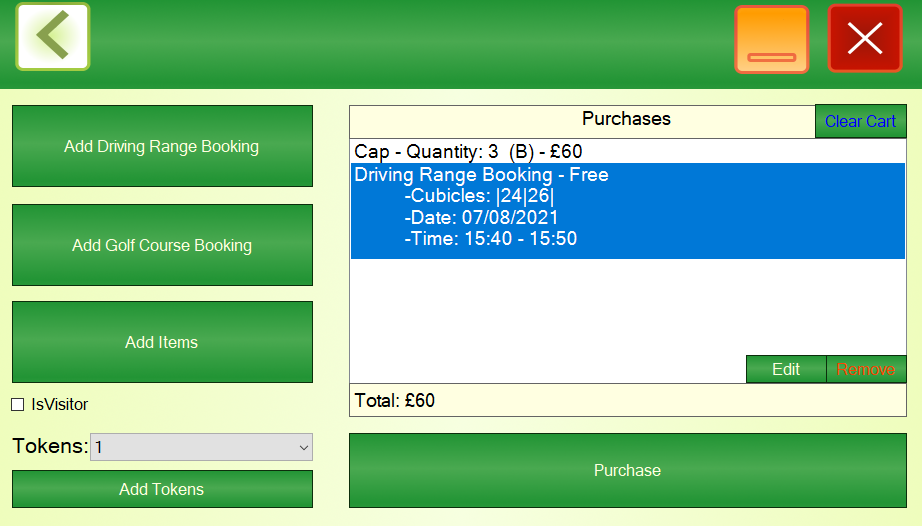 Add Driving Range Booking
Add Golf Course Booking
Add Items
IsVisitor
Tokens: 1
Add Tokens
Purchases
Clear Cart
Cap - Quantity: 3  (B) - £60
Driving Range Booking - Free
-Cubicles: |24|26|
-Date: 07/08/2021
-Time: 15:40 - 15:50
Edit
Remove
Total: £60
Purchase